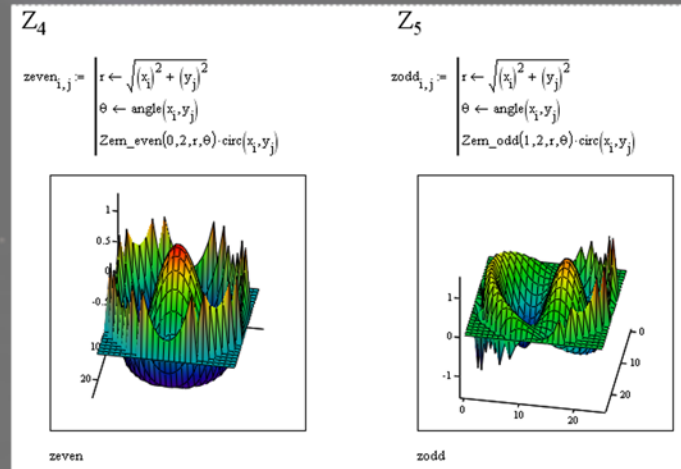 Z₄
zeven i,j := | r ← √((x_i)² + (y_j)²)
θ ← angle(x_i,y_j)
Zern_even(0,2,r,θ)·circ(x_i,y_j)
1
0.5
0
-0.5
10
20
zeven
Z₅
zodd i,j := | r ← √((x_i)² + (y_j)²)
θ ← angle(x_i,y_j)
Zern_odd(1,2,r,θ)·circ(x_i,y_j)
1
0
-1
0
10
20
0
10
20
zodd